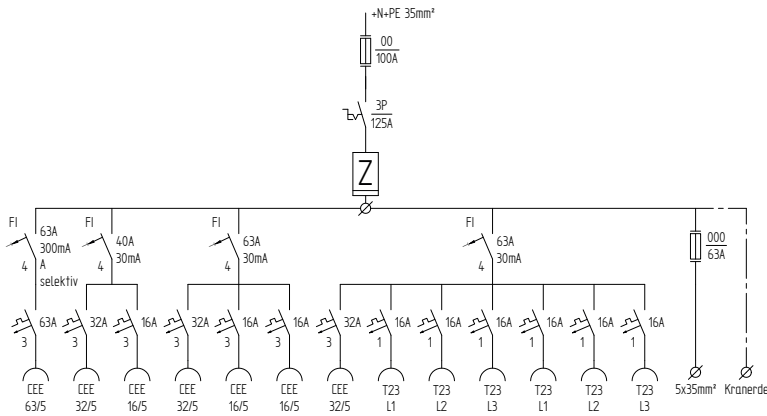 +N+PE 35mm²
00
100A
3P
125A
Z
FI
63A
300mA
A
selektiv
4
FI
40A
30mA
4
FI
63A
30mA
4
FI
63A
30mA
4
000
63A
63A
3
32A
3
16A
3
32A
3
16A
3
16A
3
32A
3
16A
1
16A
1
16A
1
16A
1
16A
1
16A
1
CEE
63/5
CEE
32/5
CEE
16/5
CEE
32/5
CEE
16/5
CEE
16/5
CEE
32/5
T23
L1
T23
L2
T23
L3
T23
L1
T23
L2
T23
L3
5x35mm²
Kranerde